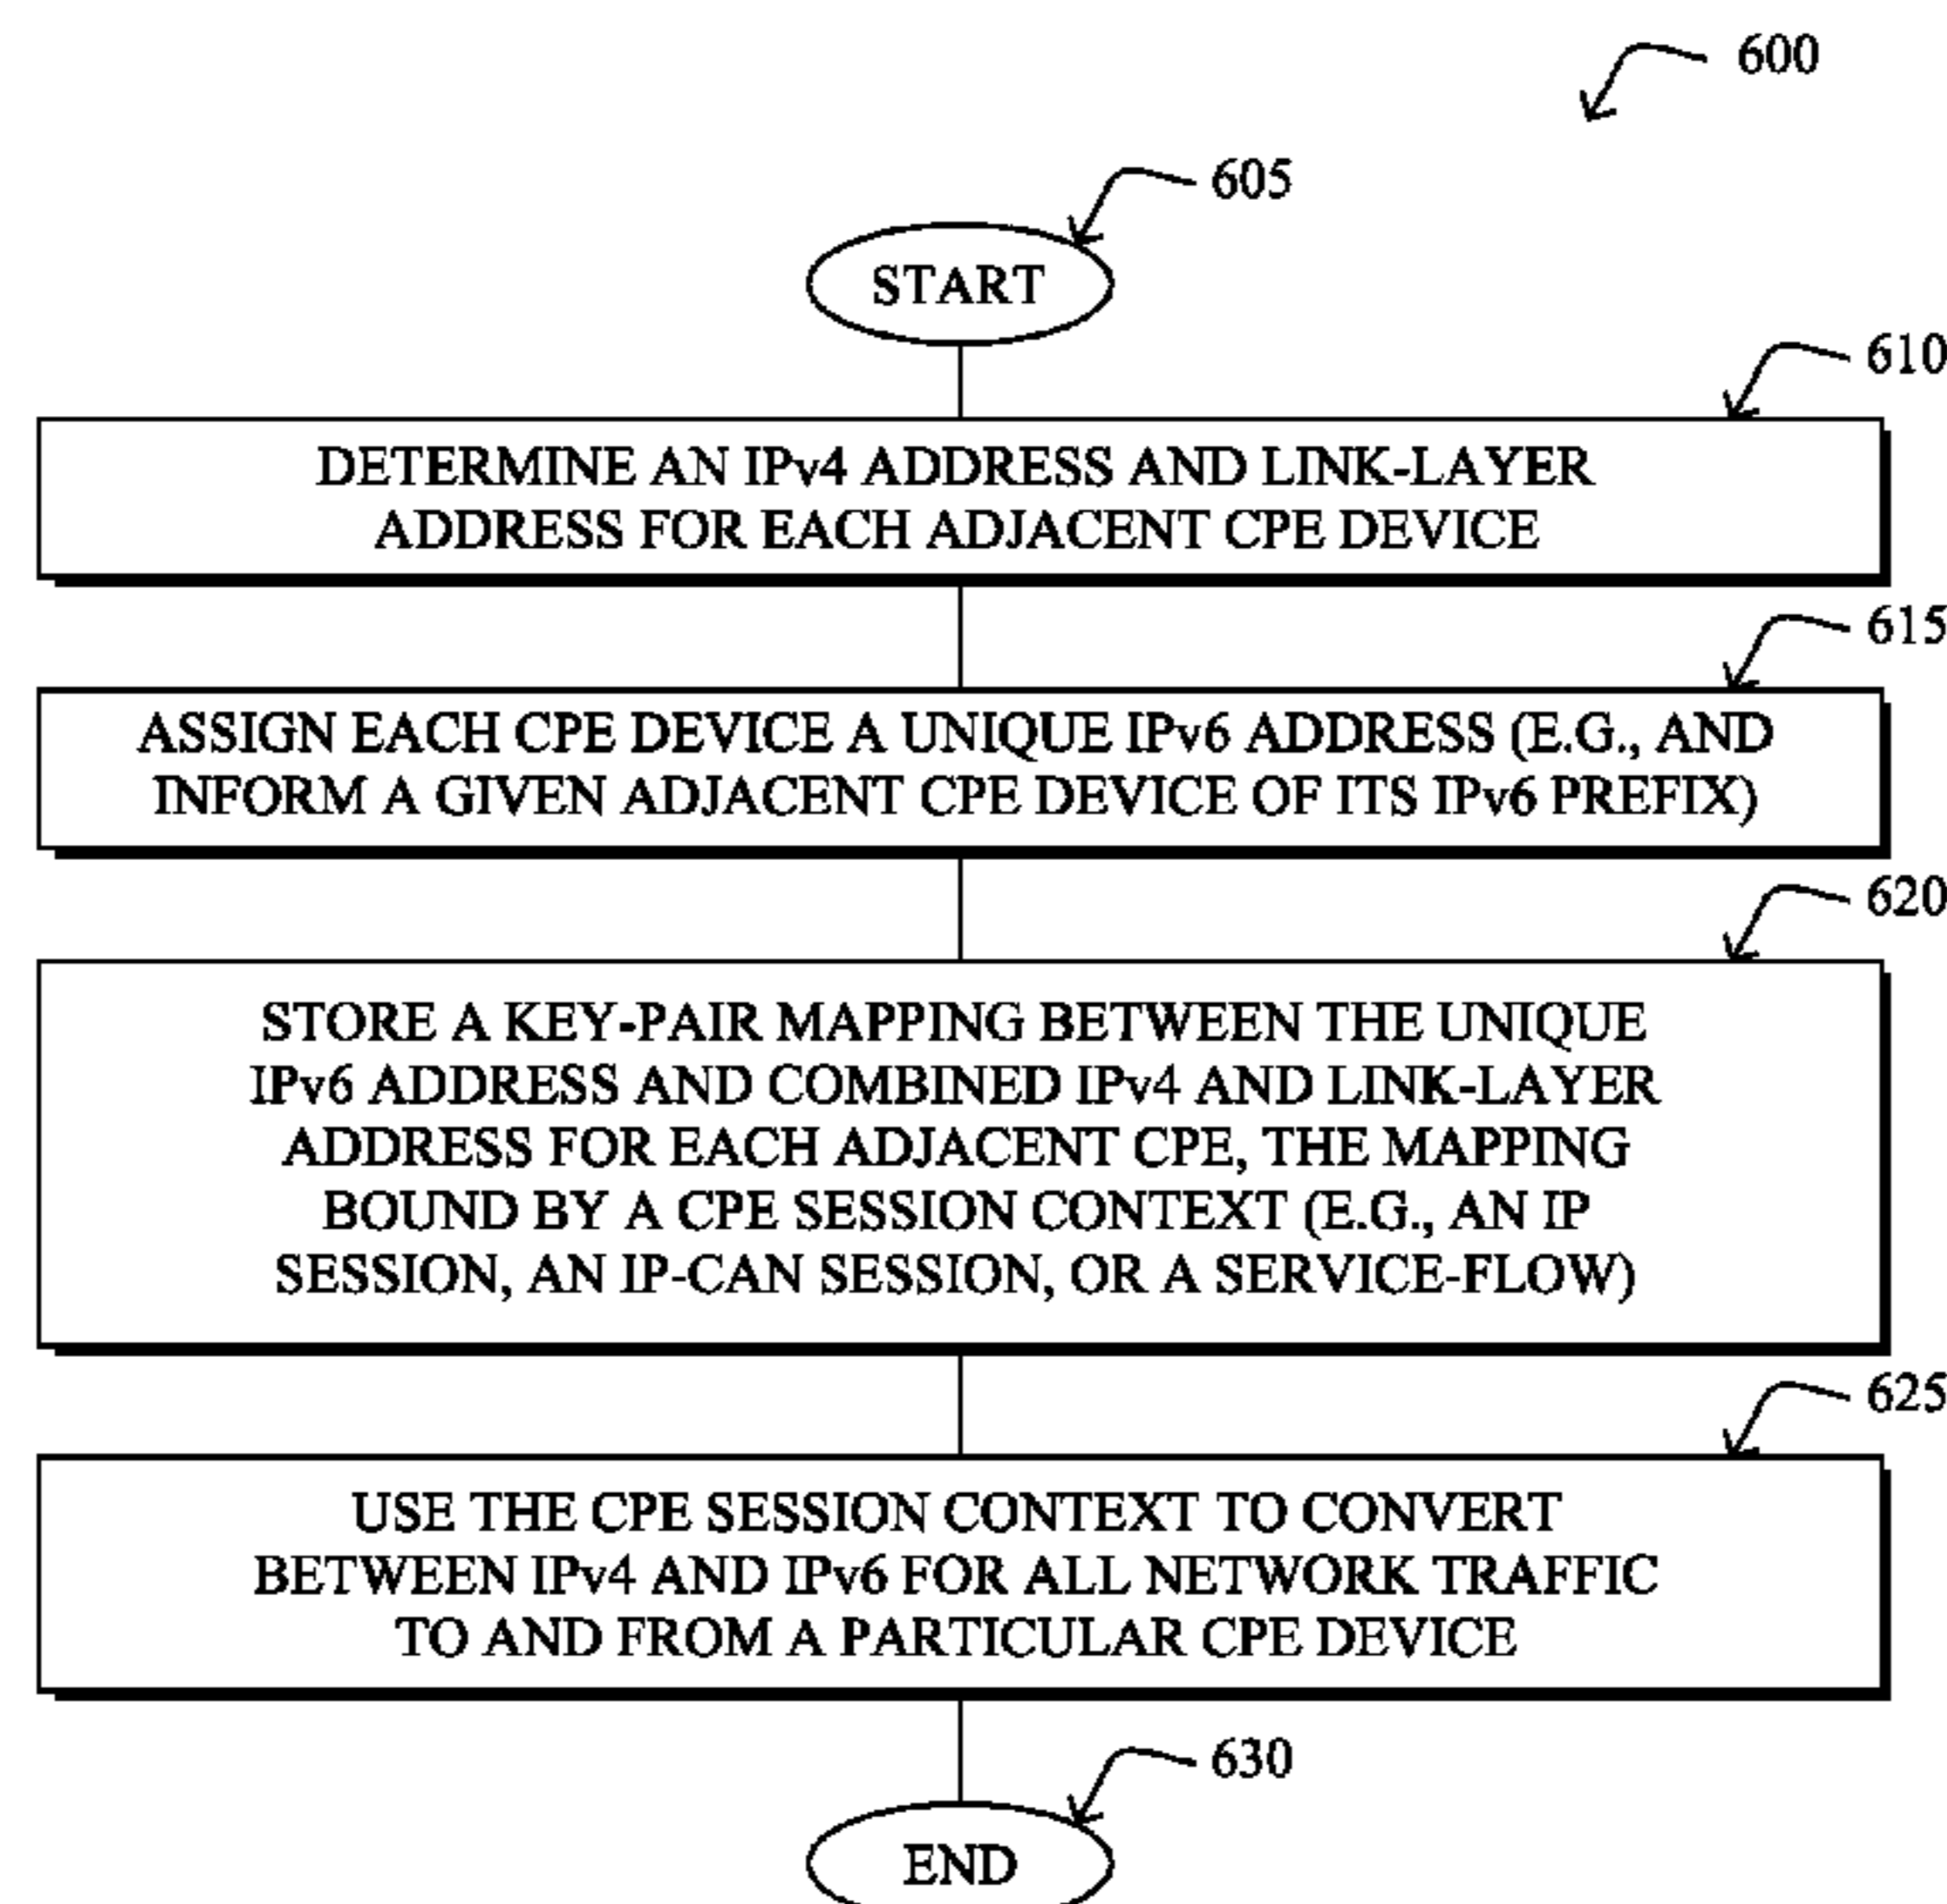 600
605
START
610
DETERMINE AN IPv4 ADDRESS AND LINK-LAYER
ADDRESS FOR EACH ADJACENT CPE DEVICE
615
ASSIGN EACH CPE DEVICE A UNIQUE IPv6 ADDRESS (E.G., AND
INFORM A GIVEN ADJACENT CPE DEVICE OF ITS IPv6 PREFIX)
620
STORE A KEY-PAIR MAPPING BETWEEN THE UNIQUE
IPv6 ADDRESS AND COMBINED IPv4 AND LINK-LAYER
ADDRESS FOR EACH ADJACENT CPE, THE MAPPING
BOUND BY A CPE SESSION CONTEXT (E.G., AN IP
SESSION, AN IP-CAN SESSION, OR A SERVICE-FLOW)
625
USE THE CPE SESSION CONTEXT TO CONVERT
BETWEEN IPv4 AND IPv6 FOR ALL NETWORK TRAFFIC
TO AND FROM A PARTICULAR CPE DEVICE
630
END